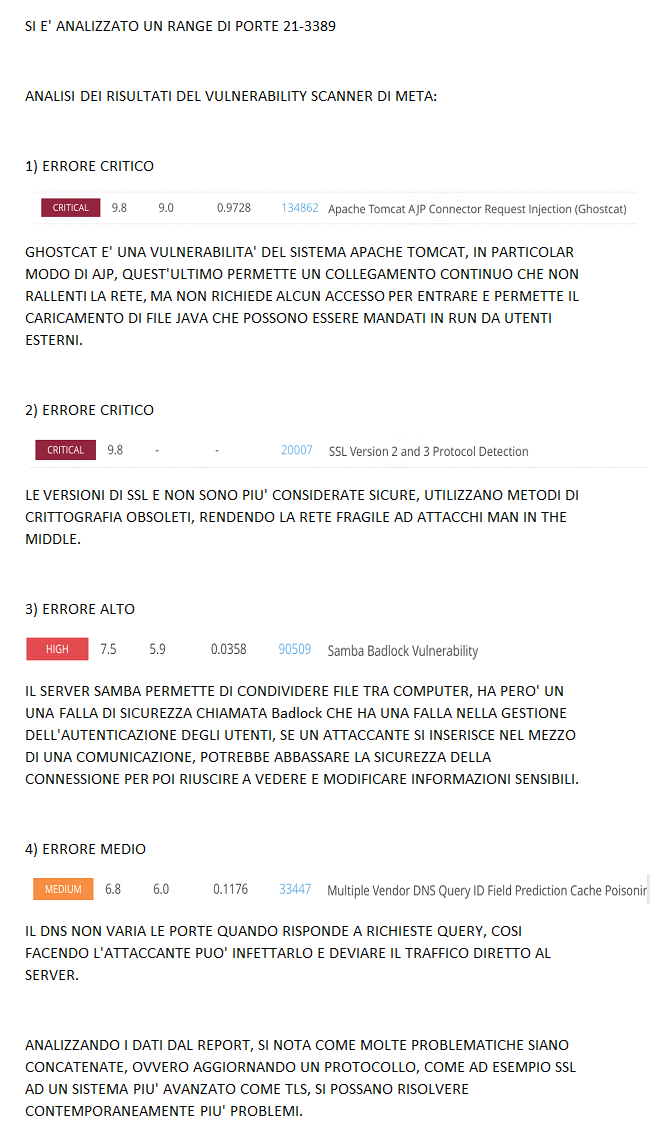 SI E' ANALIZZATO UN RANGE DI PORTE 21-3389
ANALISI DEI RISULTATI DEL VULNERABILITY SCANNER DI META:
1) ERRORE CRITICO
CRITICAL 9.8 9.0 0.9728 134862 Apache Tomcat AJP Connector Request Injection (Ghostcat)
GHOSTCAT E' UNA VULNERABILITA' DEL SISTEMA APACHE TOMCAT, IN PARTICOLAR
MODO DI AJP, QUEST'ULTIMO PERMETTE UN COLLEGAMENTO CONTINUO CHE NON
RALLENTI LA RETE, MA NON RICHIEDE ALCUN ACCESSO PER ENTRARE E PERMETTE IL
CARICAMENTO DI FILE JAVA CHE POSSONO ESSERE MANDATI IN RUN DA UTENTI
ESTERNI.
2) ERRORE CRITICO
CRITICAL 9.8 - - 20007 SSL Version 2 and 3 Protocol Detection
LE VERSIONI DI SSL E NON SONO PIU' CONSIDERATE SICURE, UTILIZZANO METODI DI
CRITTOGRAFIA OBSOLETI, RENDENDO LA RETE FRAGILE AD ATTACCHI MAN IN THE
MIDDLE.
3) ERRORE ALTO
HIGH 7.5 5.9 0.0358 90509 Samba Badlock Vulnerability
IL SERVER SAMBA PERMETTE DI CONDIVIDERE FILE TRA COMPUTER, HA PERO' UN
UNA FALLA DI SICUREZZA CHIAMATA Badlock CHE HA UNA FALLA NELLA GESTIONE
DELL'AUTENTICAZIONE DEGLI UTENTI, SE UN ATTACCANTE SI INSERISCE NEL MEZZO
DI UNA COMUNICAZIONE, POTREBBE ABBASSARE LA SICUREZZA DELLA
CONNESSIONE PER POI RIUSCIRE A VEDERE E MODIFICARE INFORMAZIONI SENSIBILI.
4) ERRORE MEDIO
MEDIUM 6.8 6.0 0.1176 33447 Multiple Vendor DNS Query ID Field Prediction Cache
IL DNS NON VARIA LE PORTE QUANDO RISPONDE A RICHIESTE QUERY, COSI
FACENDO L'ATTACCANTE PUO' INFETTARLO E DEVIARE IL TRAFFICO DIRETTO AL
SERVER.
ANALIZZANDO I DATI DAL REPORT, SI NOTA COME MOLTE PROBLEMATICHE SIANO
CONCATENATE, OVVERO AGGIORNANDO UN PROTOCOLLO, COME AD ESEMPIO SSL
AD UN SISTEMA PIU' AVANZATO COME TLS, SI POSSANO RISOLVERE
CONTEMPORANEAMENTE PIU' PROBLEMI.